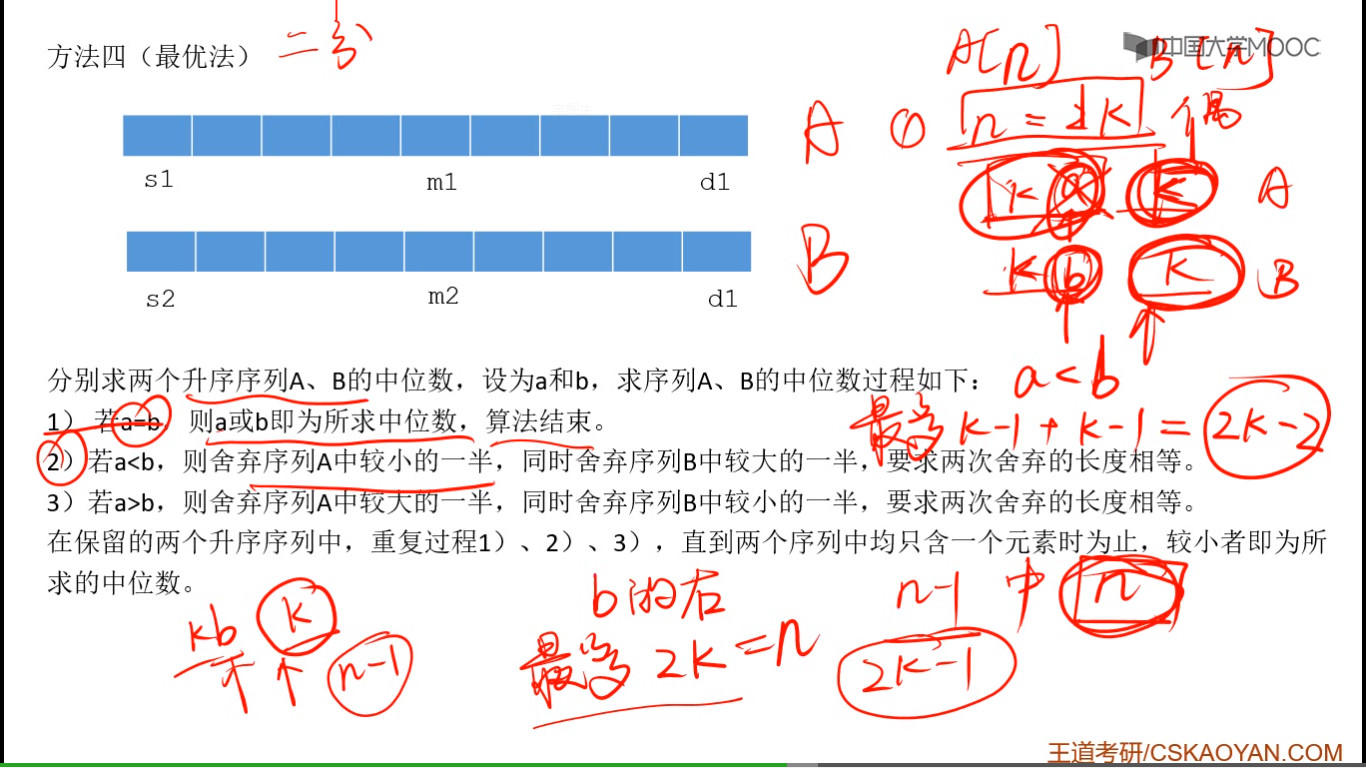 方法四（最优法） 二分
中国大学MOOC
A[n] B[n]
A ① n = 2k 偶
s1 m1 d1
k a k A
B
k b k B
s2 m2 d1
分别求两个升序序列A、B的中位数，设为a和b，求序列A、B的中位数过程如下：
a<b
1） 若a=b，则a或b即为所求中位数，算法结束。
最多 k-1+k-1=2k-2
2）若a<b，则舍弃序列A中较小的一半，同时舍弃序列B中较大的一半，要求两次舍弃的长度相等。
3）若a>b，则舍弃序列A中较大的一半，同时舍弃序列B中较小的一半，要求两次舍弃的长度相等。
在保留的两个升序序列中，重复过程1）、2）、3），直到两个序列中均只含一个元素时为止，较小者即为所
求的中位数。
b的右 n-1 中 n
kb k
n-1
最多 2k=n
2k-1
王道考研/CSKAOYAN.COM